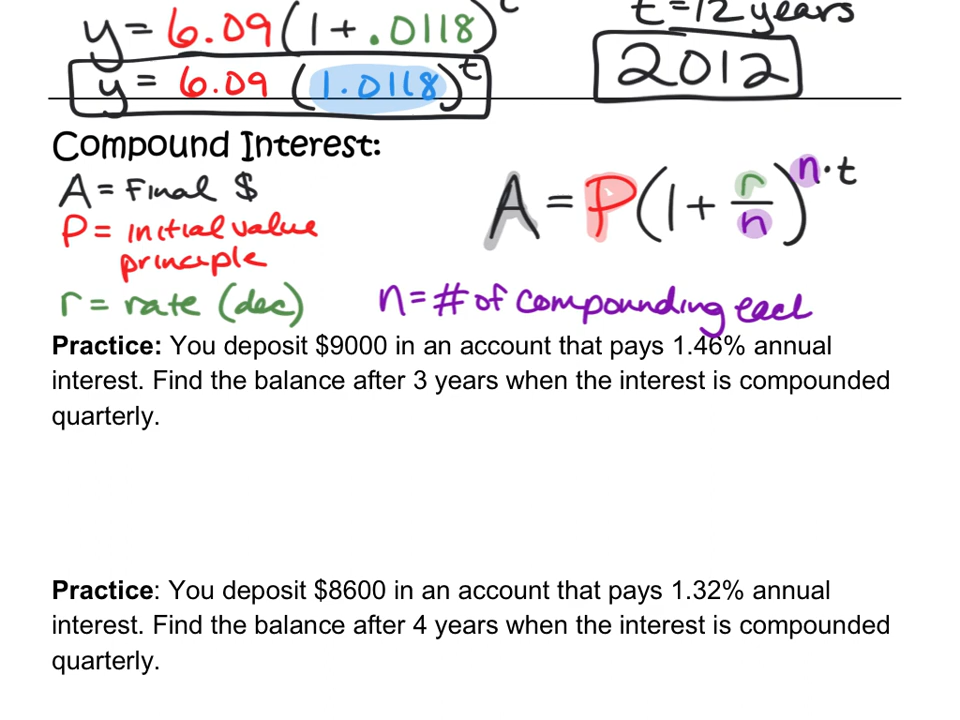 y = 6.09(1 + .0118)^t
t = 12 years
y = 6.09 (1.0118)^t
2012
Compound Interest:
A = Final $
A = P(1 + r/n)^n·t
P = initial value
principle
r = rate (dec)
n = # of compounding each
Practice: You deposit $9000 in an account that pays 1.46% annual
interest. Find the balance after 3 years when the interest is compounded
quarterly.
Practice: You deposit $8600 in an account that pays 1.32% annual
interest. Find the balance after 4 years when the interest is compounded
quarterly.